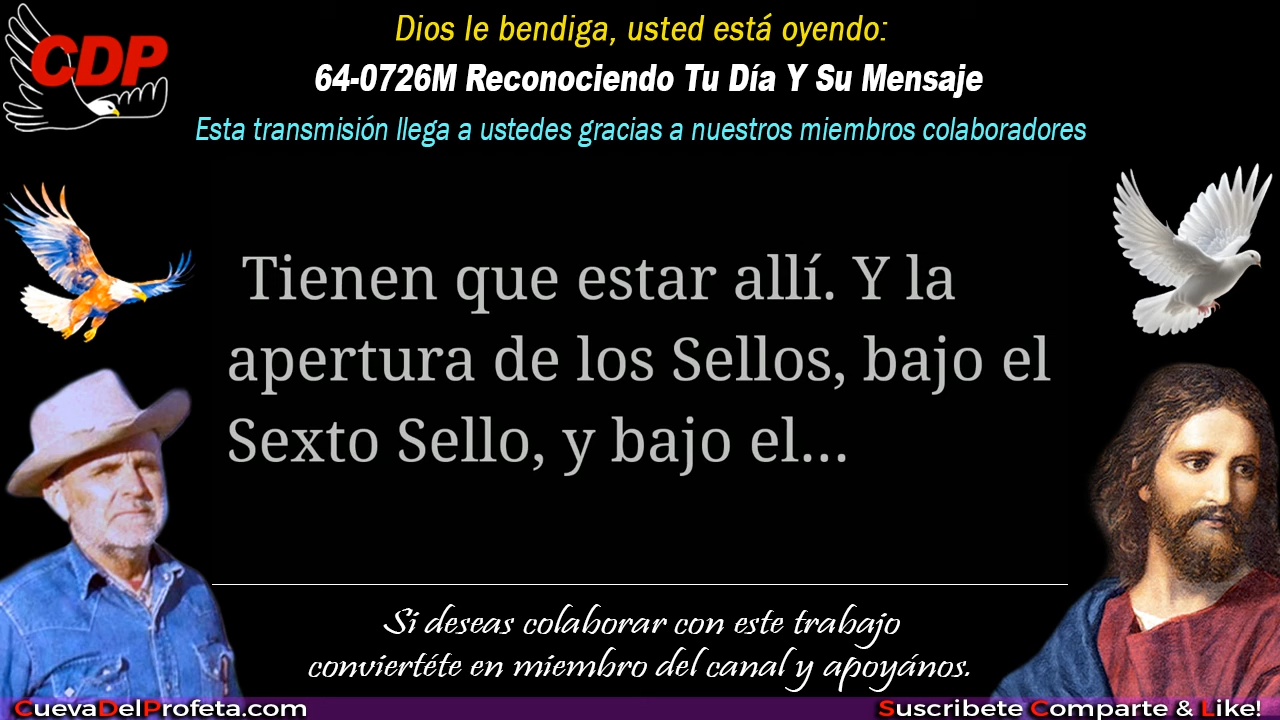 CDP
Dios le bendiga, usted está oyendo:
64-0726M Reconociendo Tu Día Y Su Mensaje
Esta transmisión llega a ustedes gracias a nuestros miembros colaboradores
Tienen que estar allí. Y la
apertura de los Sellos, bajo el
Sexto Sello, y bajo el...
Si deseas colaborar con este trabajo
conviertéte en miembro del canal y apoyános.
CuevaDelProfeta.com
Suscribete Comparte & Like!